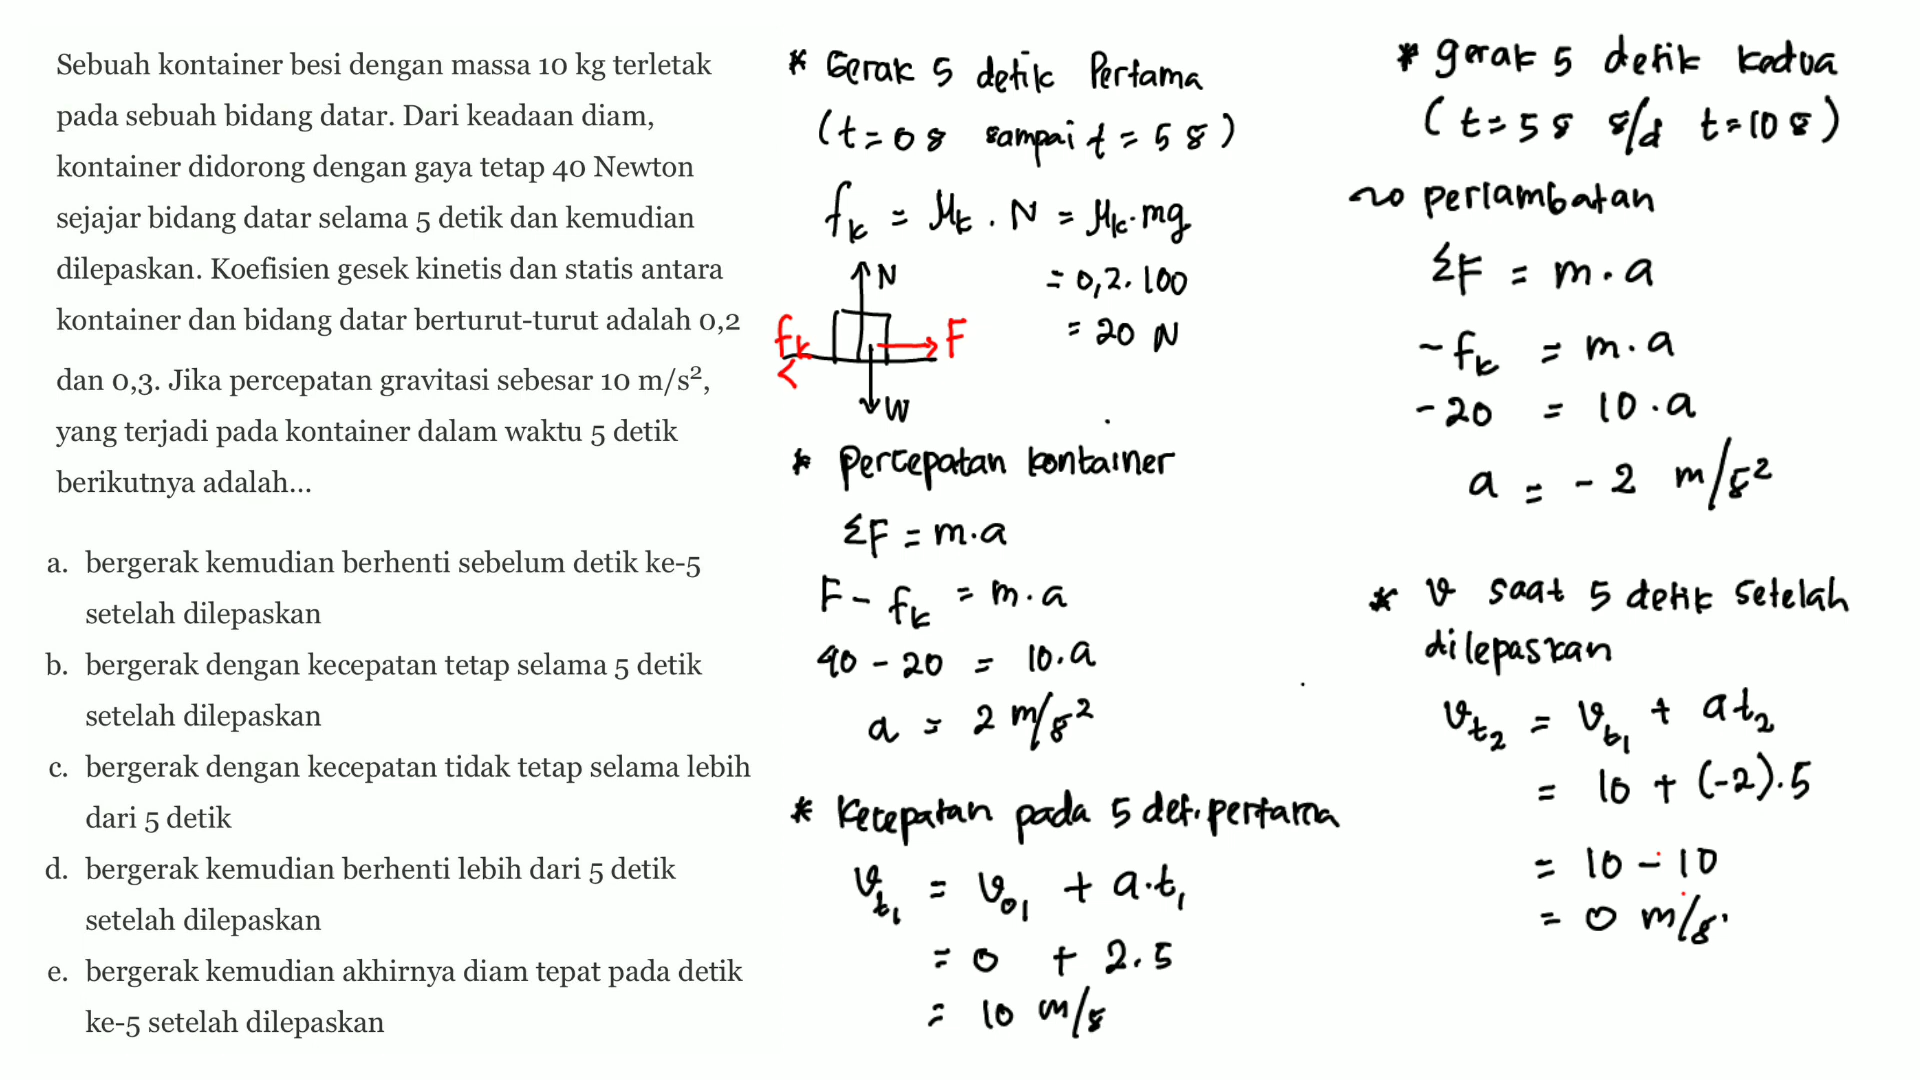 Sebuah kontainer besi dengan massa 10 kg terletak
pada sebuah bidang datar. Dari keadaan diam,
kontainer didorong dengan gaya tetap 40 Newton
sejajar bidang datar selama 5 detik dan kemudian
dilepaskan. Koefisien gesek kinetis dan statis antara
kontainer dan bidang datar berturut-turut adalah 0,2
dan 0,3. Jika percepatan gravitasi sebesar 10 m/s²,
yang terjadi pada kontainer dalam waktu 5 detik
berikutnya adalah...
a. bergerak kemudian berhenti sebelum detik ke-5
setelah dilepaskan
b. bergerak dengan kecepatan tetap selama 5 detik
setelah dilepaskan
c. bergerak dengan kecepatan tidak tetap selama lebih
dari 5 detik
d. bergerak kemudian berhenti lebih dari 5 detik
setelah dilepaskan
e. bergerak kemudian akhirnya diam tepat pada detik
ke-5 setelah dilepaskan
* Gerak 5 detik Pertama
(t = 0 s sampai t = 5 s)
fk = μk . N = μk . mg
= 0,2 . 100
= 20 N
N
fk
F
W
* Percepatan kontainer
ΣF = m.a
F - fk = m.a
40 - 20 = 10.a
a = 2 m/s²
* Kecepatan pada 5 det. pertama
vt1 = v01 + a.t1
= 0 + 2.5
= 10 m/s
* gerak 5 detik kedua
(t = 5 s s/d t = 10 s)
~> perlambatan
ΣF = m.a
-fk = m.a
-20 = 10.a
a = -2 m/s²
* v saat 5 detik setelah
dilepaskan
vt2 = vt1 + at2
= 10 + (-2).5
= 10 - 10
= 0 m/s.